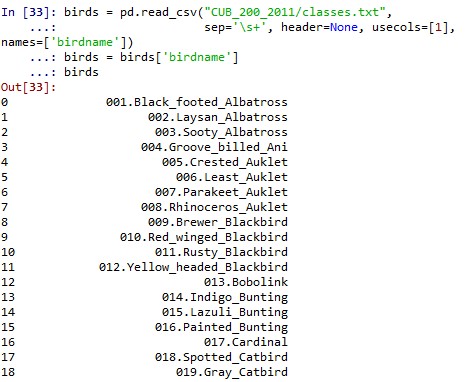 In [33]: birds = pd.read_csv("CUB_200_2011/classes.txt",
    ...:                     sep='\s+', header=None, usecols=[1],
names=['birdname'])
    ...: birds = birds['birdname']
    ...: birds
Out[33]:
0              001.Black_footed_Albatross
1                    002.Laysan_Albatross
2                     003.Sooty_Albatross
3                   004.Groove_billed_Ani
4                      005.Crested_Auklet
5                        006.Least_Auklet
6                     007.Parakeet_Auklet
7                   008.Rhinoceros_Auklet
8                    009.Brewer_Blackbird
9                010.Red_winged_Blackbird
10                    011.Rusty_Blackbird
11            012.Yellow_headed_Blackbird
12                           013.Bobolink
13                     014.Indigo_Bunting
14                     015.Lazuli_Bunting
15                    016.Painted_Bunting
16                           017.Cardinal
17                    018.Spotted_Catbird
18                       019.Gray_Catbird